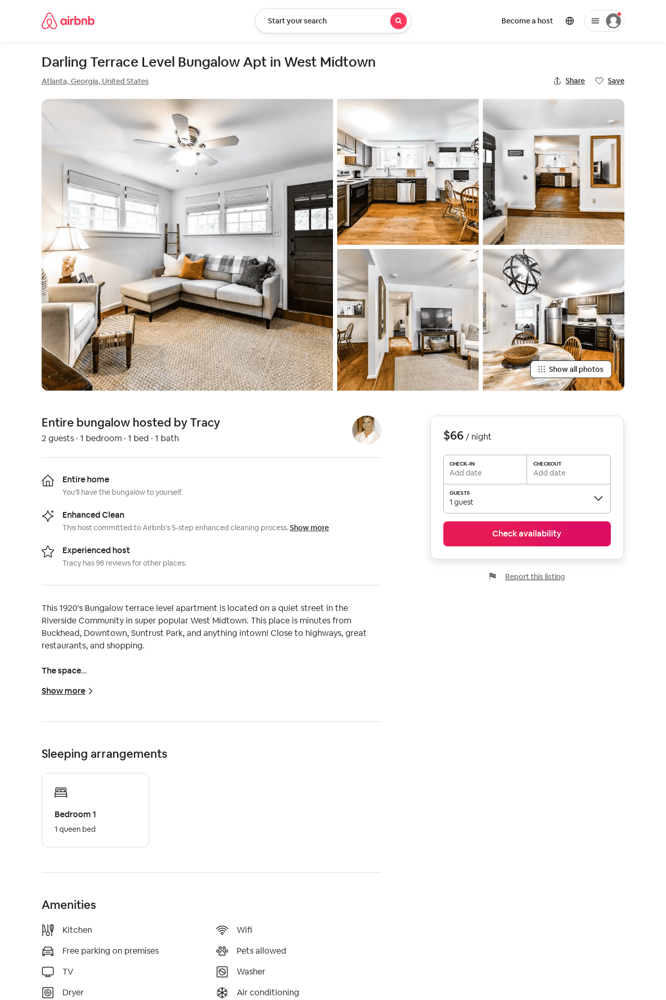 airbnb
Start your search
Become a host
Darling Terrace Level Bungalow Apt in West Midtown
Atlanta, Georgia, United States
Share
Save
Show all photos
Entire bungalow hosted by Tracy
2 guests · 1 bedroom · 1 bed · 1 bath
Entire home
You’ll have the bungalow to yourself.
Enhanced Clean
This host committed to Airbnb's 5-step enhanced cleaning process. Show more
Experienced host
Tracy has 98 reviews for other places.
$66 / night
CHECK-IN
Add date
CHECKOUT
Add date
GUESTS
1 guest
Check availability
Report this listing
This 1920's Bungalow terrace level apartment is located on a quiet street in the
Riverside Community in super popular West Midtown. This place is minutes from
Buckhead, Downtown, Suntrust Park, and anything intown! Close to highways, great
restaurants, and shopping.
The space...
Show more
Sleeping arrangements
Bedroom 1
1 queen bed
Amenities
Kitchen
Wifi
Free parking on premises
Pets allowed
TV
Washer
Dryer
Air conditioning